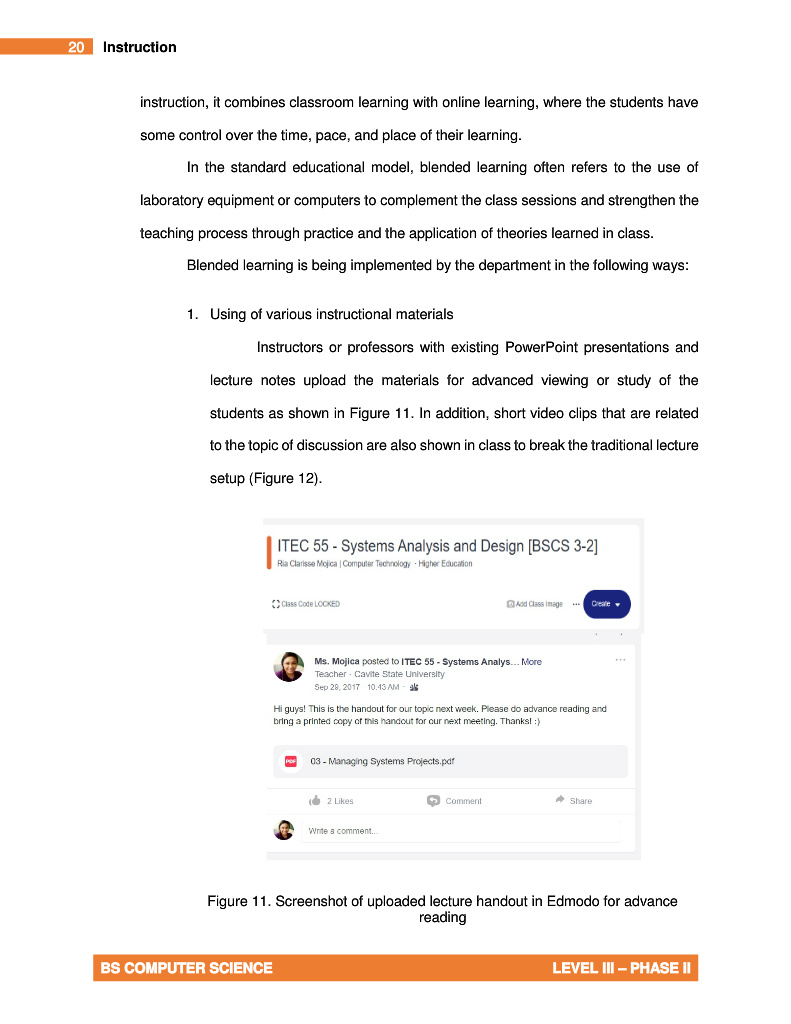 20 Instruction
instruction, it combines classroom learning with online learning, where the students have
some control over the time, pace, and place of their learning.
In the standard educational model, blended learning often refers to the use of
laboratory equipment or computers to complement the class sessions and strengthen the
teaching process through practice and the application of theories learned in class.
Blended learning is being implemented by the department in the following ways:
1. Using of various instructional materials
Instructors or professors with existing PowerPoint presentations and
lecture notes upload the materials for advanced viewing or study of the
students as shown in Figure 11. In addition, short video clips that are related
to the topic of discussion are also shown in class to break the traditional lecture
setup (Figure 12).
ITEC 55 - Systems Analysis and Design [BSCS 3-2]
Ria Clarisse Mojica | Computer Technology · Higher Education
Class Code LOCKED Add Class Image ... Create
Ms. Mojica posted to ITEC 55 - Systems Analys... More
Teacher · Cavite State University
Sep 29, 2017 · 10:43 AM ·
Hi guys! This is the handout for our topic next week. Please do advance reading and
bring a printed copy of this handout for our next meeting. Thanks! :)
PDF 03 - Managing Systems Projects.pdf
2 Likes Comment Share
Write a comment...
Figure 11. Screenshot of uploaded lecture handout in Edmodo for advance
reading
BS COMPUTER SCIENCE LEVEL III – PHASE II